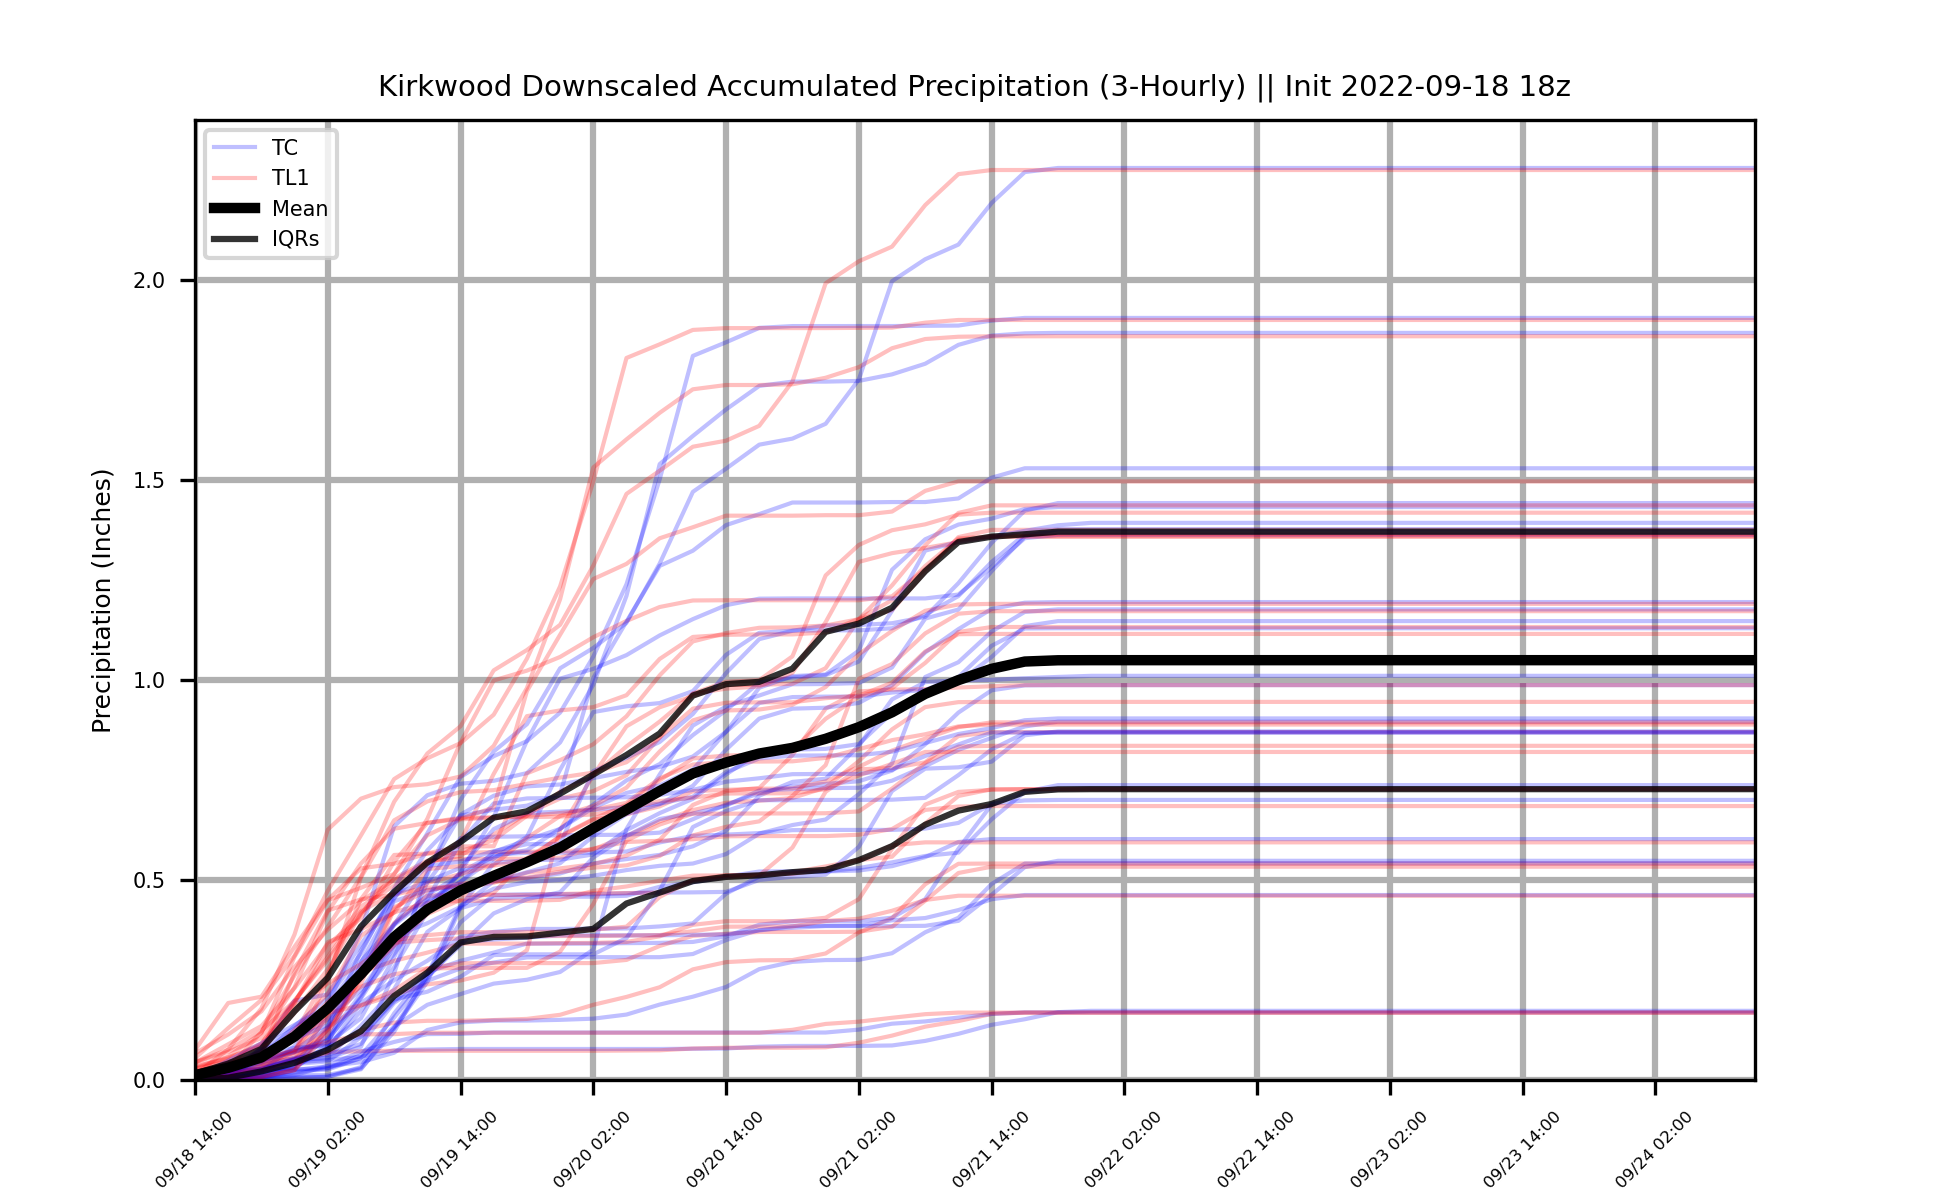 Kirkwood Downscaled Accumulated Precipitation (3-Hourly) || Init 2022-09-18 18z
TC
TL1
Mean
IQRs
Precipitation (Inches)
2.0
1.5
1.0
0.5
0.0
09/18 14:00
09/19 02:00
09/19 14:00
09/20 02:00
09/20 14:00
09/21 02:00
09/21 14:00
09/22 02:00
09/22 14:00
09/23 02:00
09/23 14:00
09/24 02:00